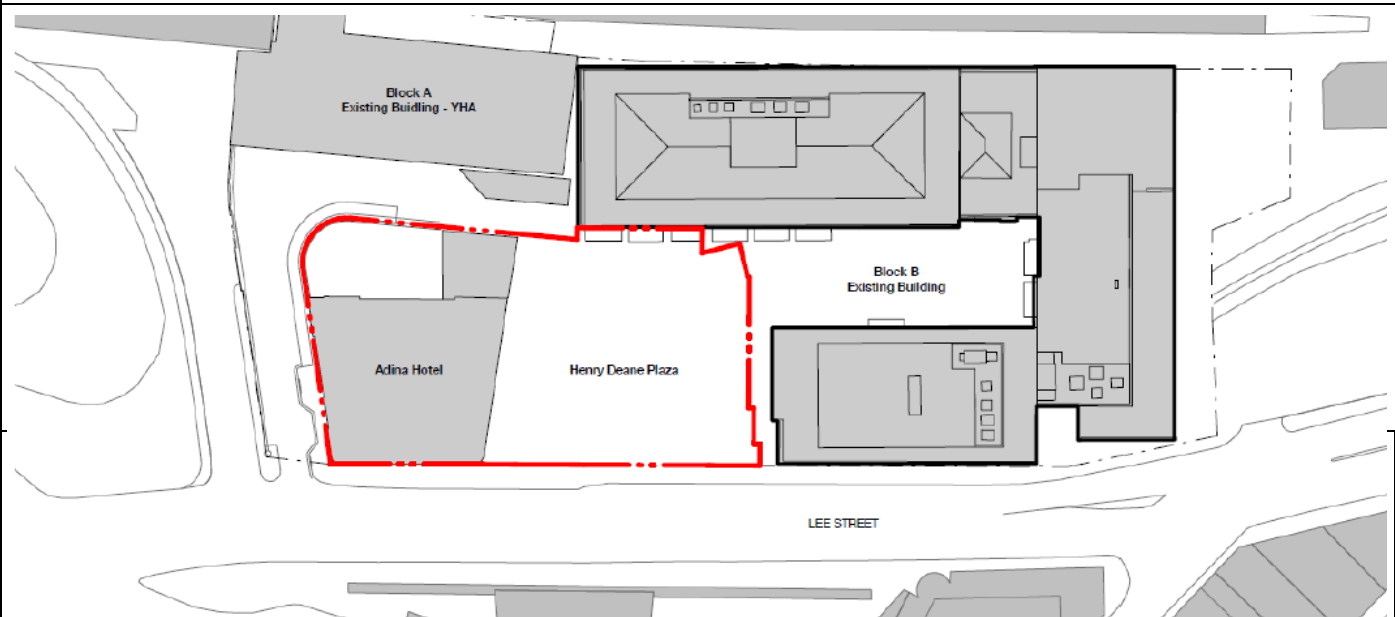 Block A
Existing Buidling - YHA
Block B
Existing Building
Adina Hotel
Henry Deane Plaza
LEE STREET